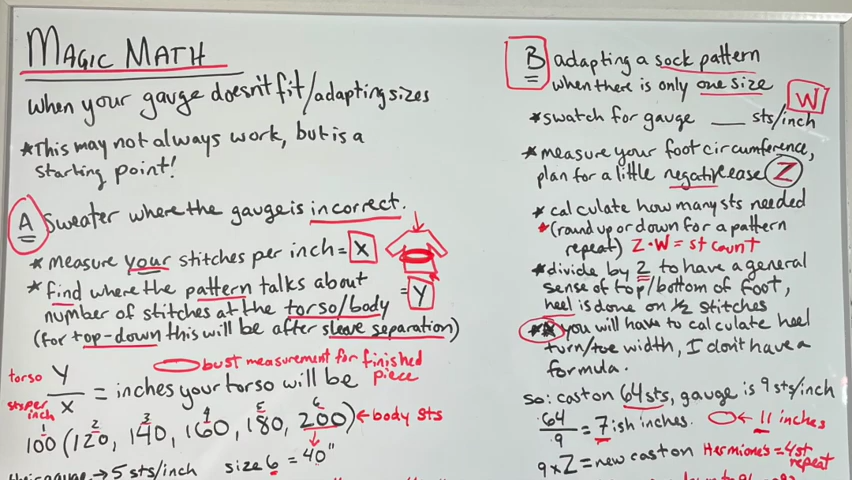 MAGIC MATH
when your gauge doesn't fit/adapting sizes
*This may not always work, but is a
starting point!
A Sweater where the gauge is incorrect.
* measure your stitches per inch = X
* find where the pattern talks about
number of stitches at the torso/body = Y
(for top-down this will be after sleeve separation)
bust measurement for finished
piece
torso Y
sts per inch X = inches your torso will be
1 2 3 4 5 6
100 (120, 140, 160, 180, 200) ← body sts
gauge → 5 sts/inch size 6 = 40"
B adapting a sock pattern
when there is only one size
W
*swatch for gauge ___ sts/inch
*measure your foot circumference,
plan for a little negative ease Z
*calculate how many sts needed
*(round up or down for a pattern
repeat) Z·W = st count
*divide by 2 to have a general
sense of top/bottom of foot,
heel is done on 1/2 stitches
** you will have to calculate heel
turn/toe width, I don't have a
formula.
so: cast on 64 sts, gauge is 9 sts/inch
64
9 = 7ish inches. ← 11 inches
9 x Z = new caston Hermione's = 4st
repeat